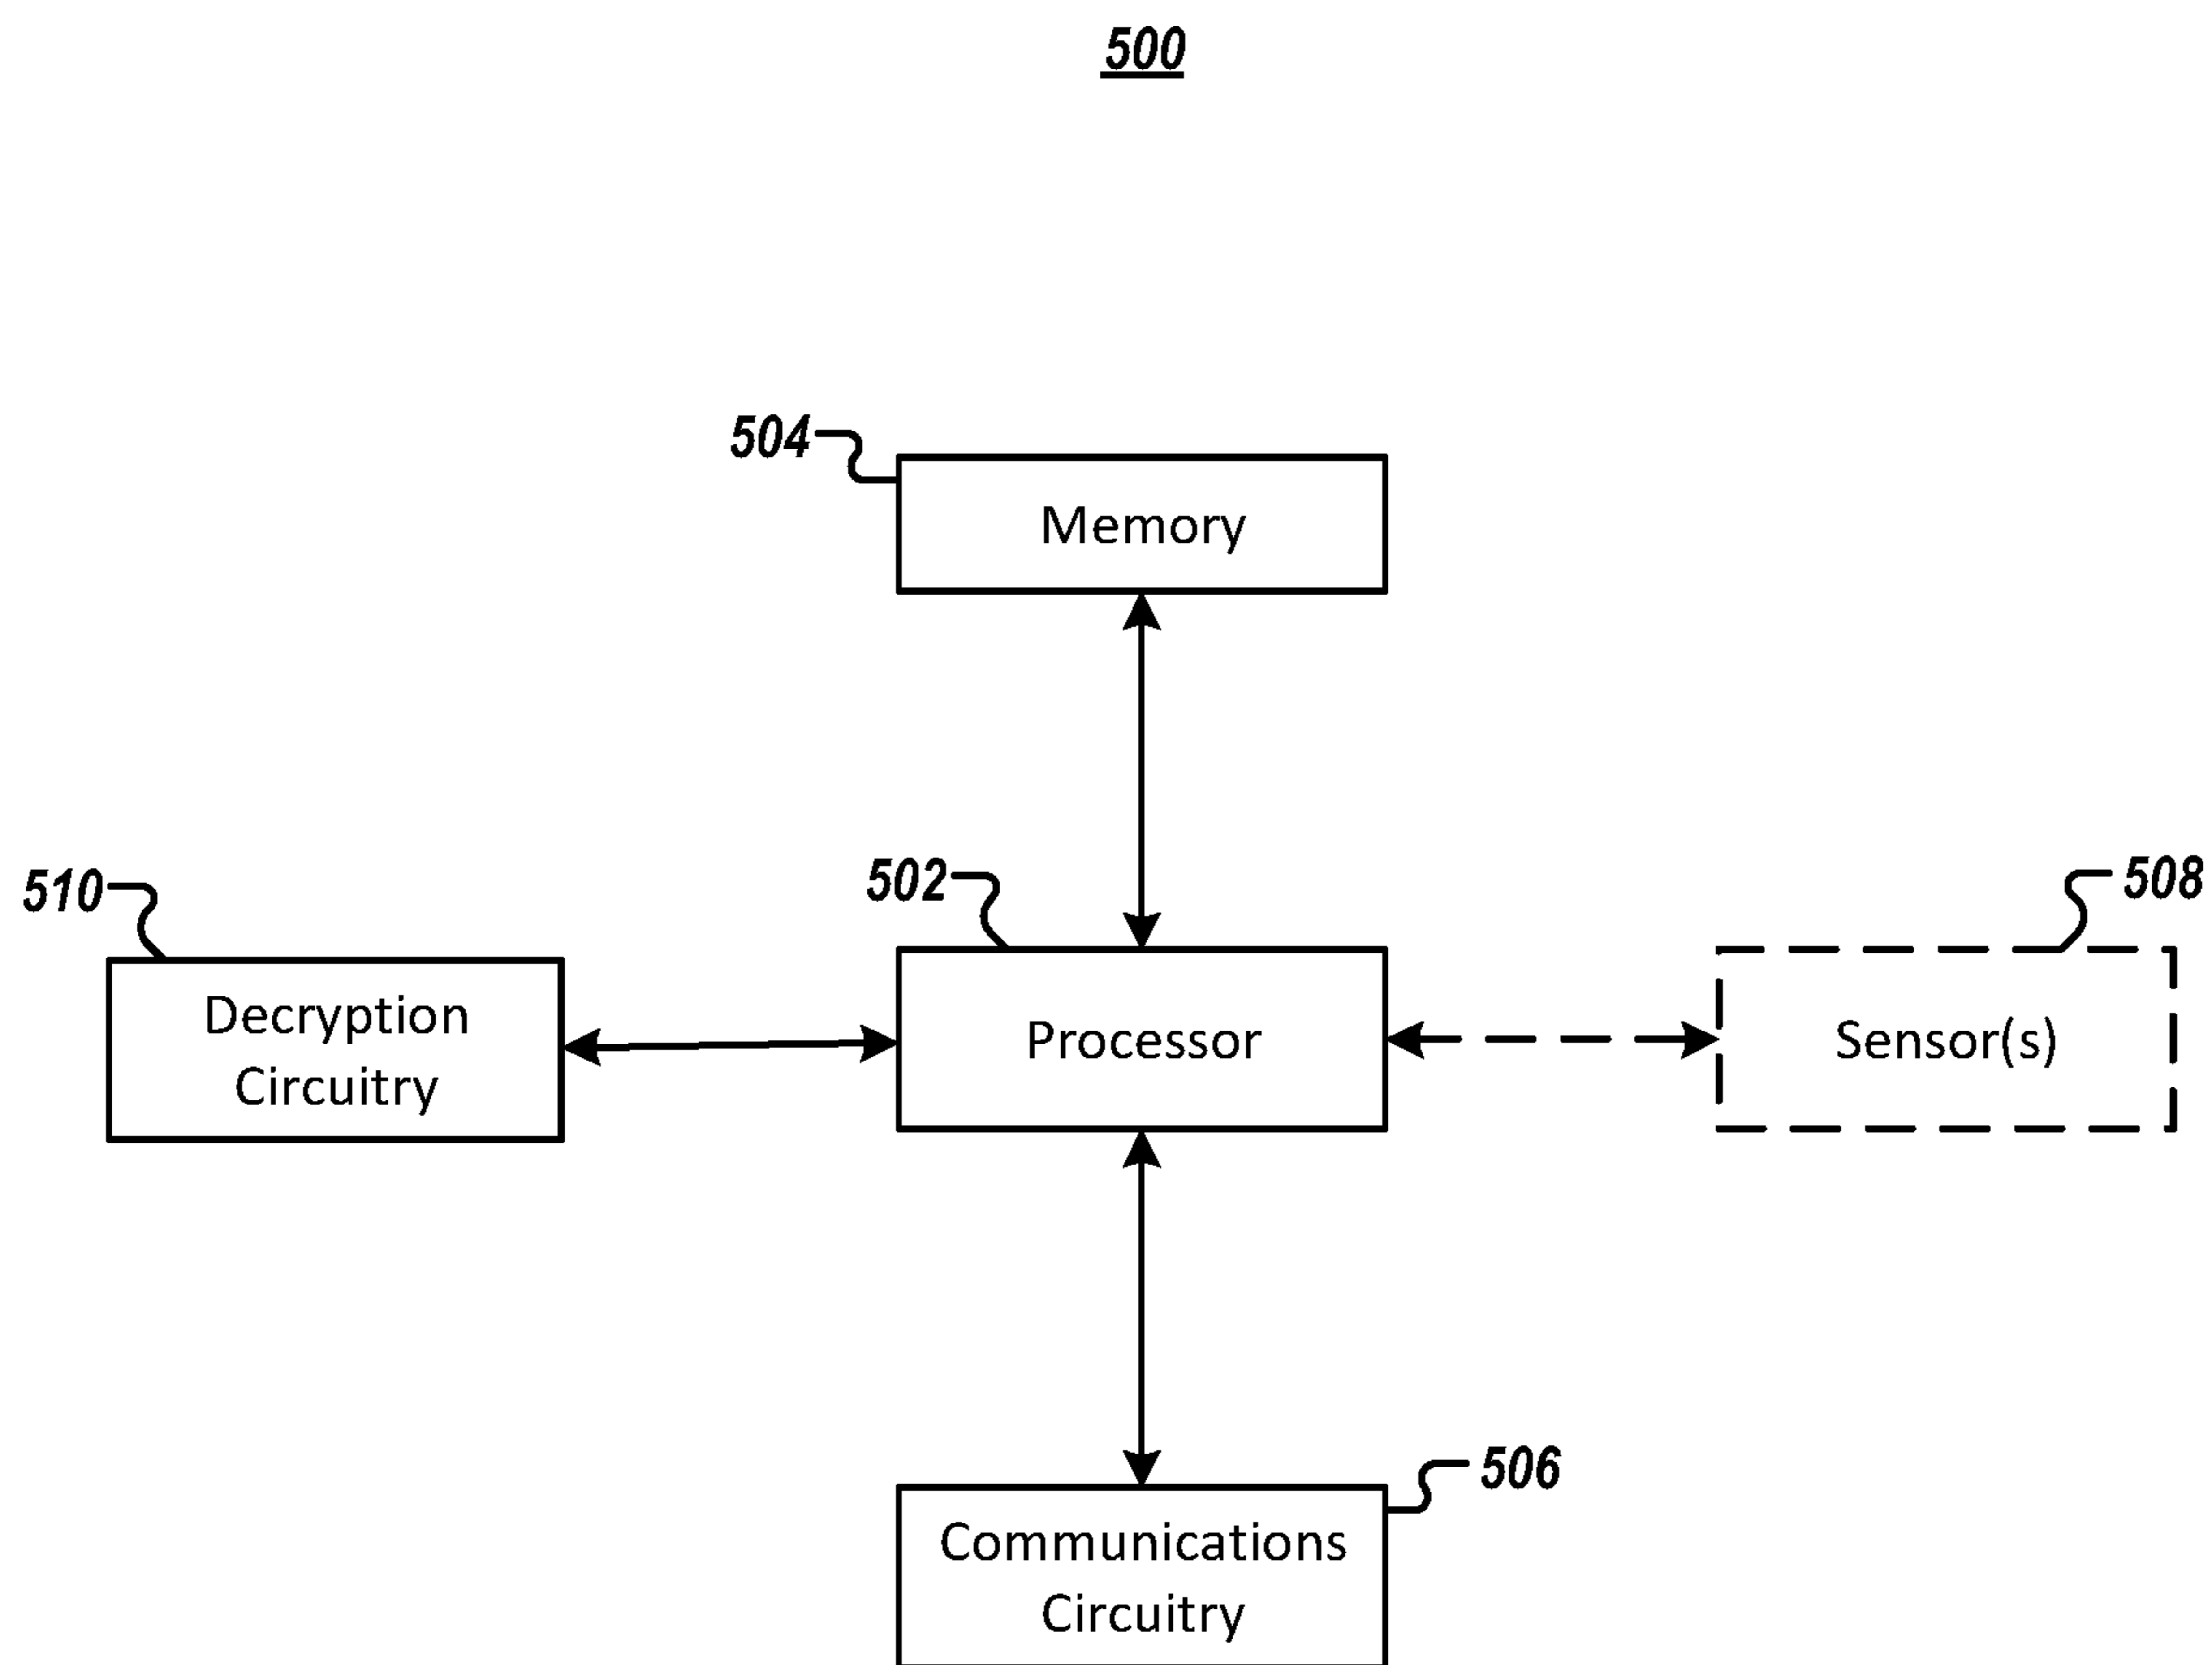 500
504
Memory
510
502
508
Decryption
Circuitry
Processor
Sensor(s)
506
Communications
Circuitry